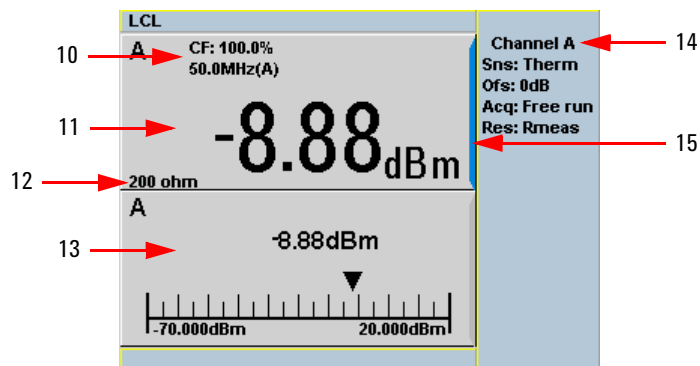 LCL
10
A
CF: 100.0%
50.0MHz(A)
11
-8.88dBm
12
200 ohm
13
A
-8.88dBm
-70.000dBm 20.000dBm
Channel A
14
Sns: Therm
Ofs: 0dB
Acq: Free run
Res: Rmeas
15